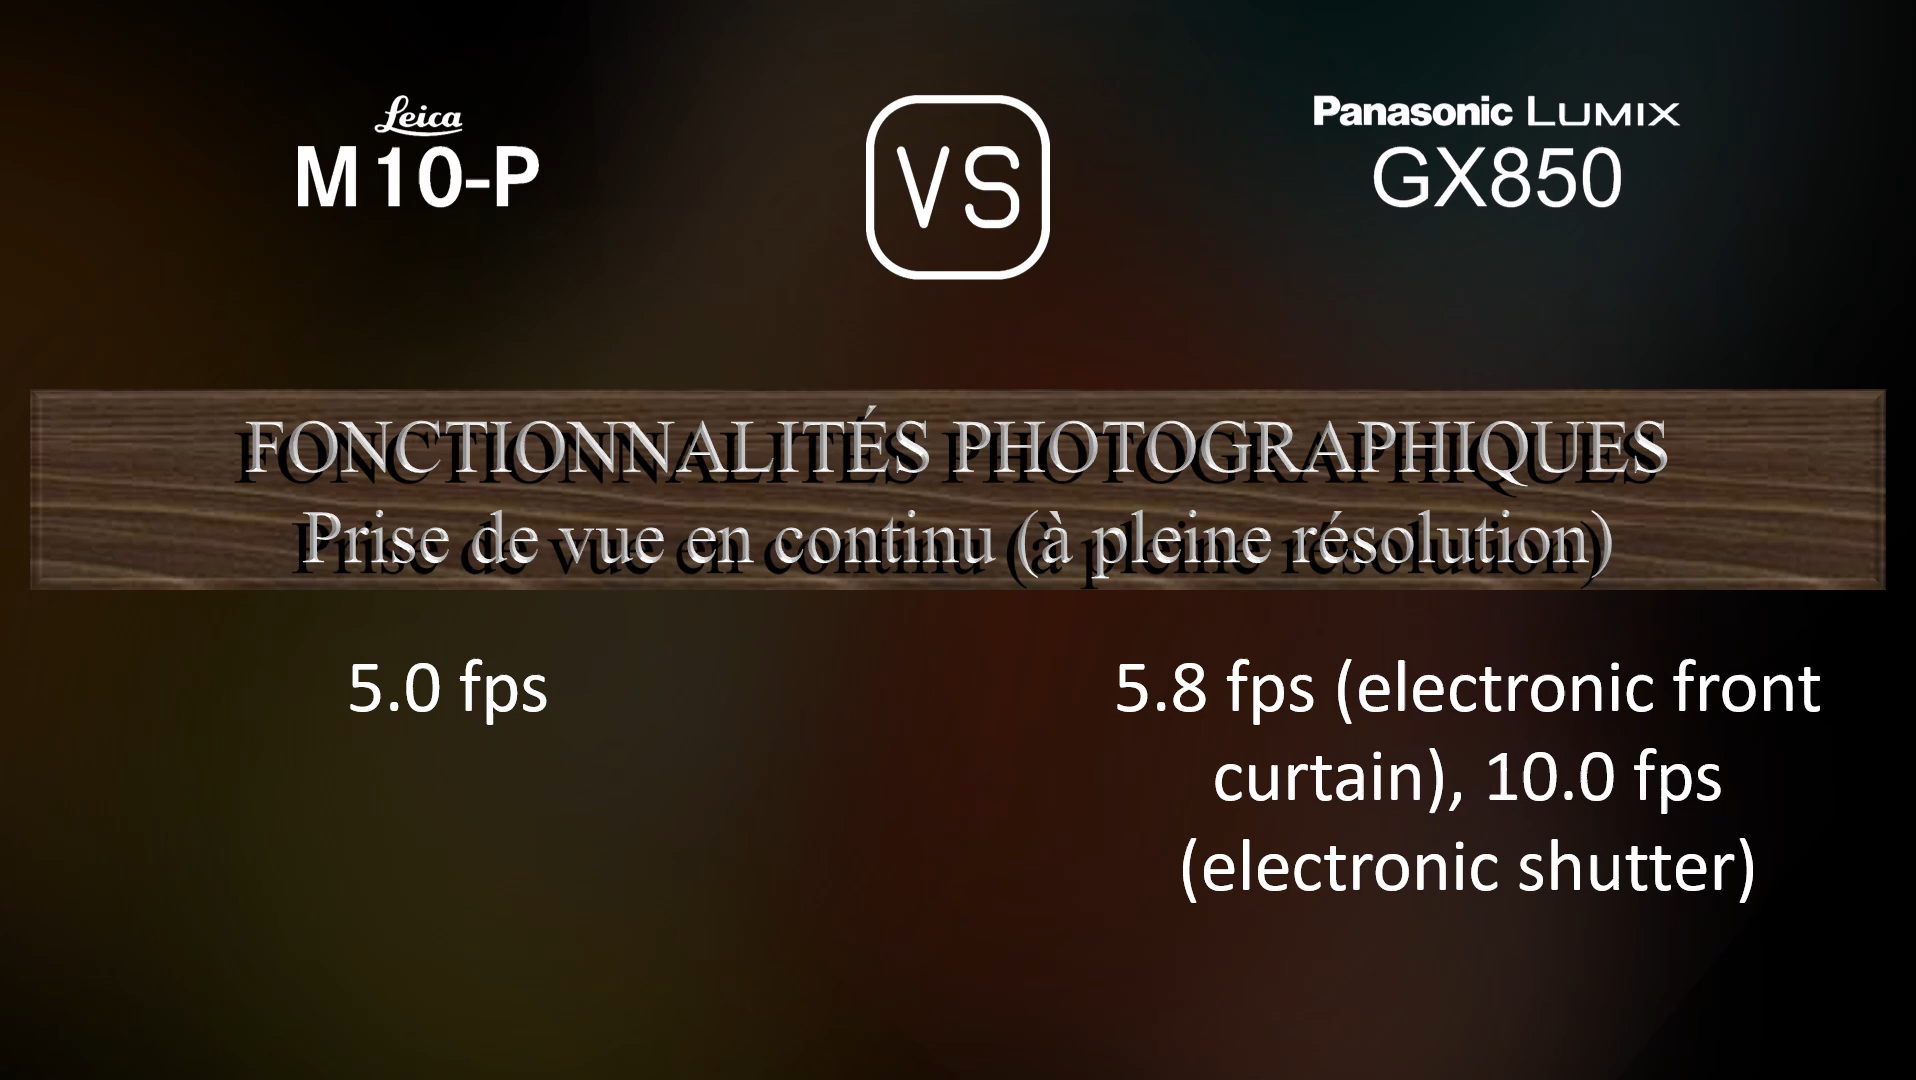 Leica
M10-P
VS
Panasonic LUMIX
GX850
FONCTIONNALITÉS PHOTOGRAPHIQUES
Prise de vue en continu (à pleine résolution)
5.0 fps
5.8 fps (electronic front
curtain), 10.0 fps
(electronic shutter)